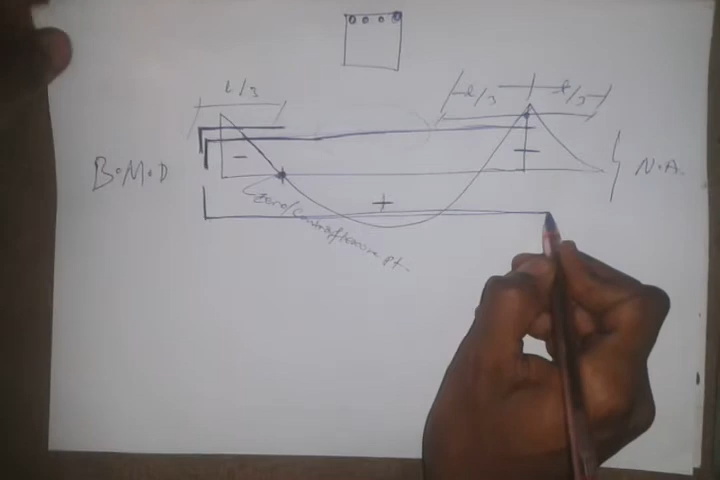 L/3
L/3
L/3
B.M.D
-
-
N.A.
+
Zero/Contraflexure pt.